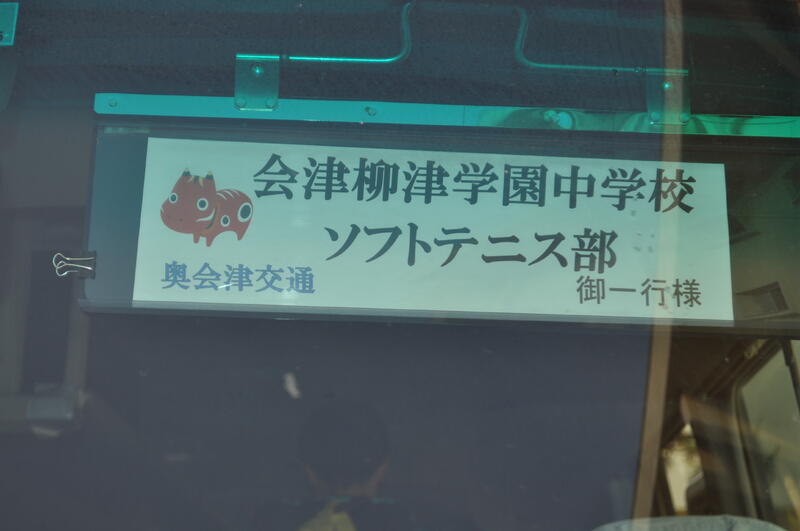 会津柳津学園中学校
ソフトテニス部
奥会津交通
御一行様